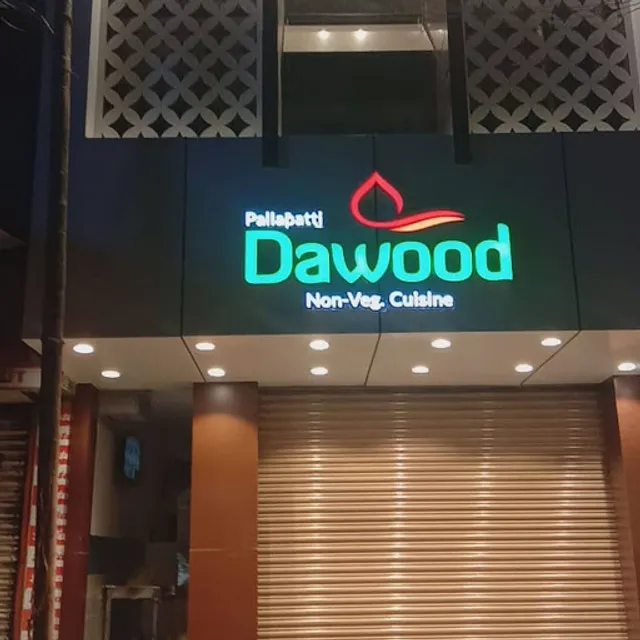 Pallapatti
Dawood
Non-Veg. Cuisine